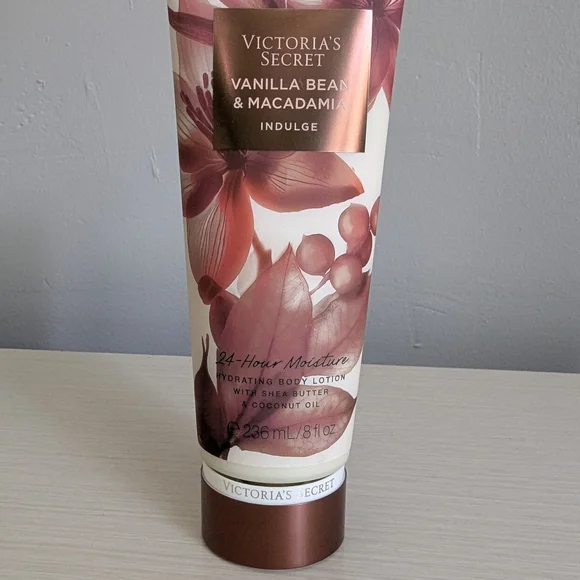 VICTORIA'S
SECRET
VANILLA BEAN
& MACADAMIA
INDULGE
24-Hour Moisture
HYDRATING BODY LOTION
WITH SHEA BUTTER
& COCONUT OIL
℮ 236 mL/8 fl oz
VICTORIA'S SECRET